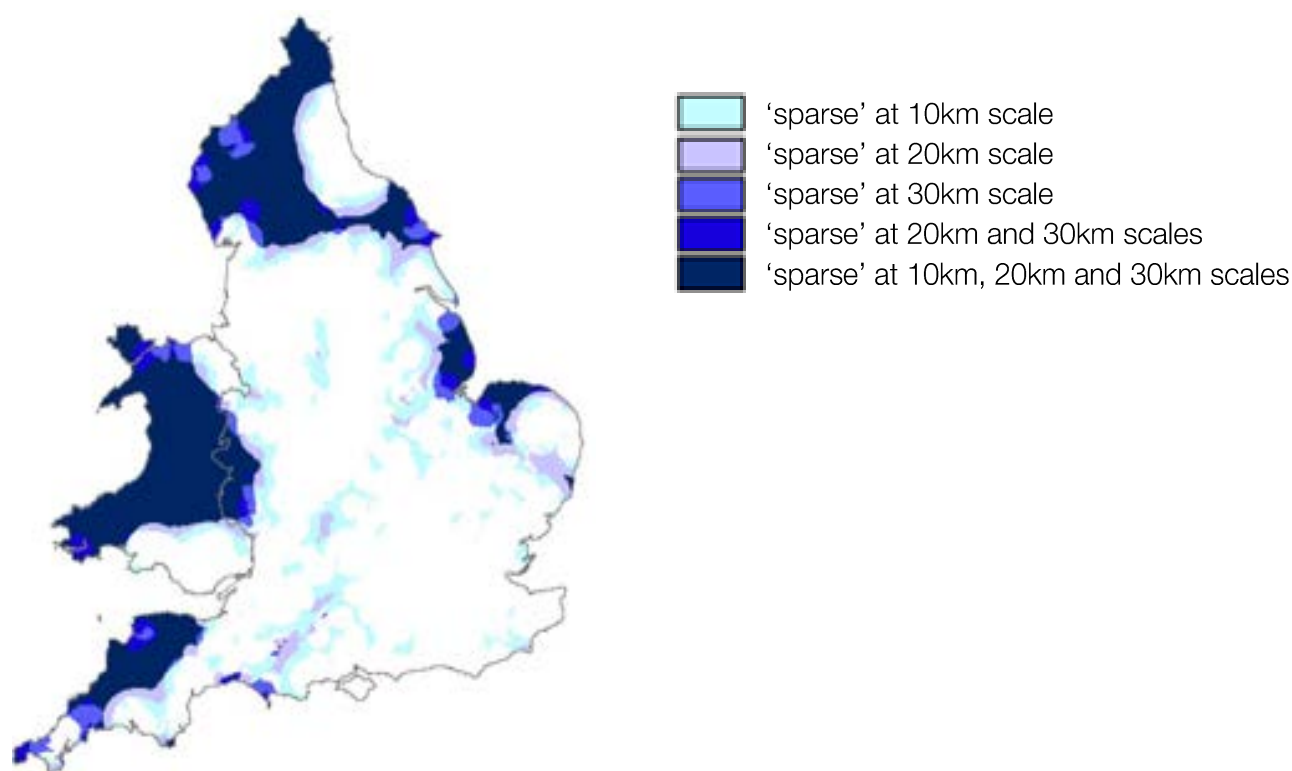 ‘sparse’ at 10km scale
‘sparse’ at 20km scale
‘sparse’ at 30km scale
‘sparse’ at 20km and 30km scales
‘sparse’ at 10km, 20km and 30km scales